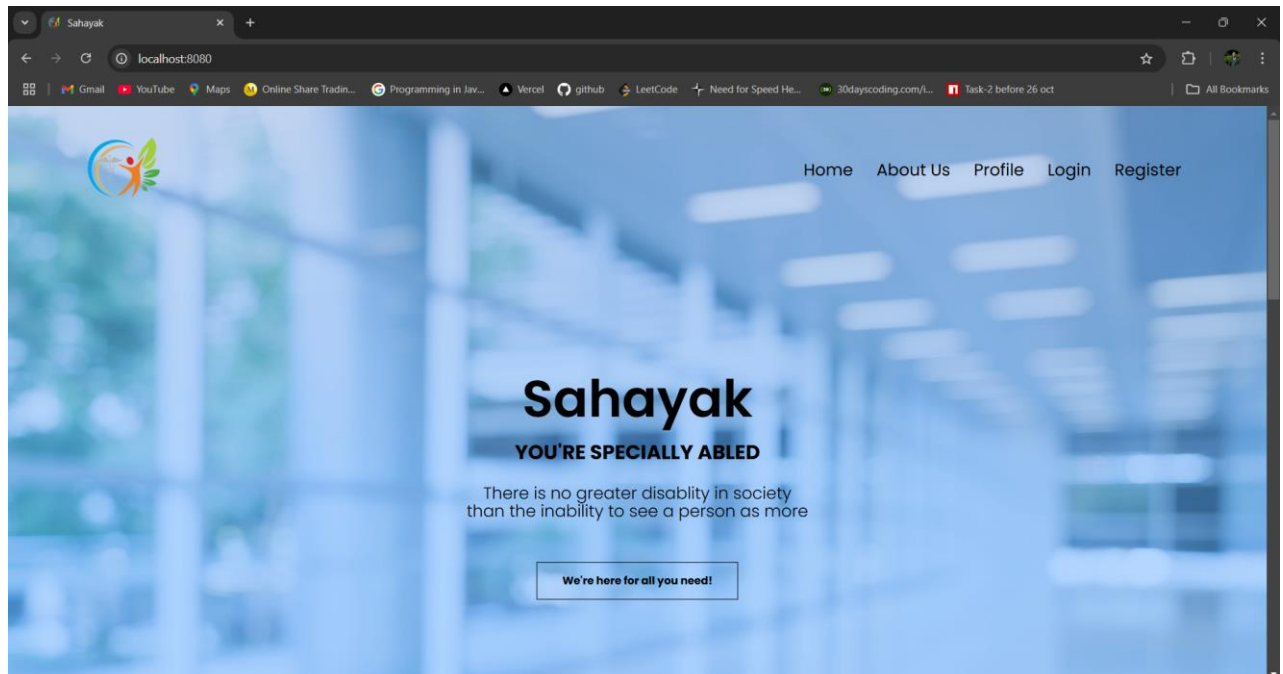 Sahayak
localhost:8080
Gmail YouTube Maps Online Share Tradin... Programming in Jav... Vercel github LeetCode Need for Speed He... 30dayscoding.com/i... Task-2 before 26 oct All Bookmarks
Home About Us Profile Login Register
Sahayak
YOU'RE SPECIALLY ABLED
There is no greater disablity in society
than the inability to see a person as more
We're here for all you need!